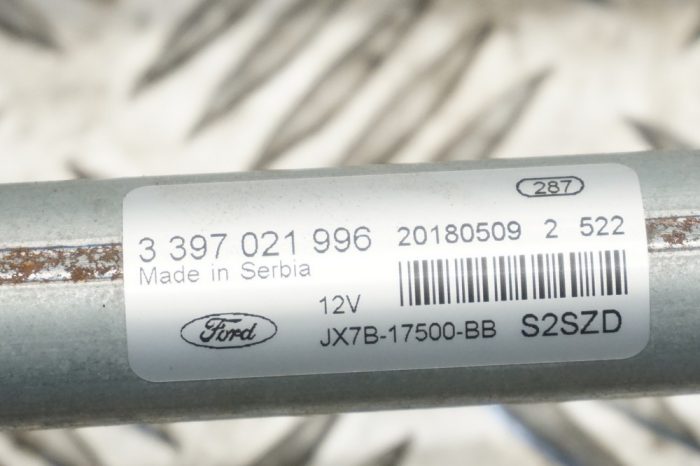 287
3 397 021 996 20180509 2 522
Made in Serbia
12V
Ford JX7B-17500-BB S2SZD